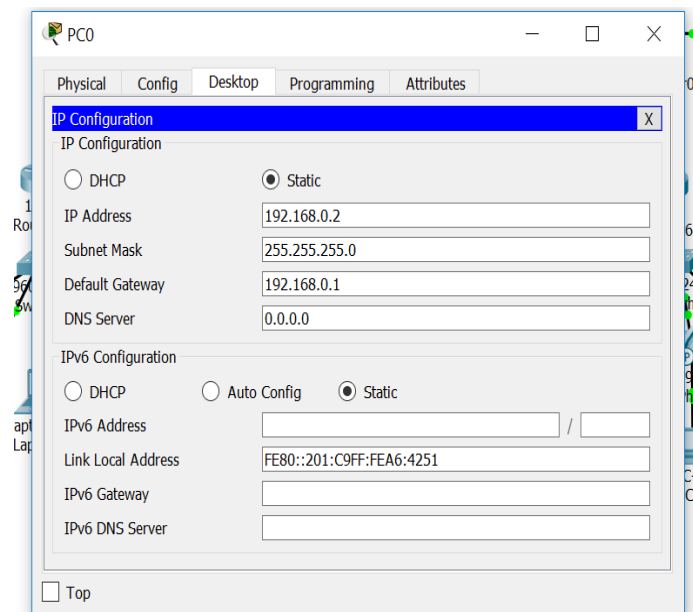 PC0
Physical Config Desktop Programming Attributes
IP Configuration X
IP Configuration
DHCP Static
IP Address 192.168.0.2
Subnet Mask 255.255.255.0
Default Gateway 192.168.0.1
DNS Server 0.0.0.0
IPv6 Configuration
DHCP Auto Config Static
IPv6 Address /
Link Local Address FE80::201:C9FF:FEA6:4251
IPv6 Gateway
IPv6 DNS Server
Top